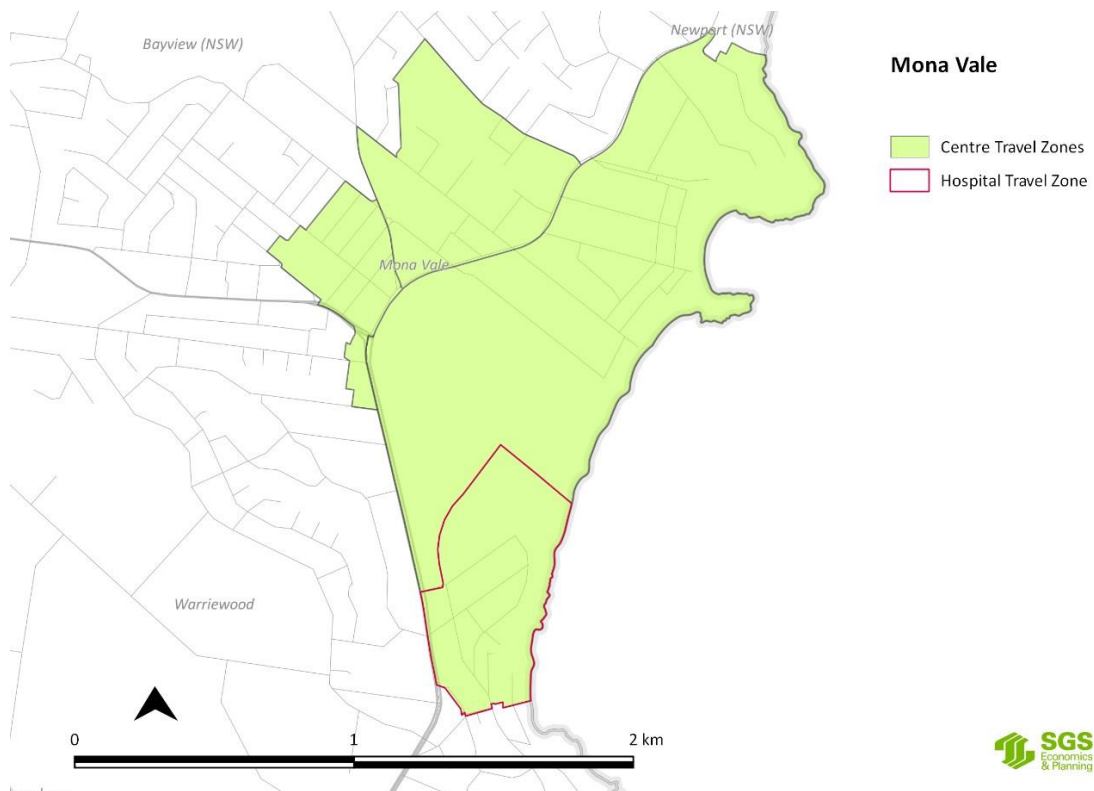 Bayview (NSW)
Newport (NSW)
Mona Vale
Centre Travel Zones
Hospital Travel Zone
Mona Vale
Warriewood
0
1
2 km
SGS
Economics
& Planning